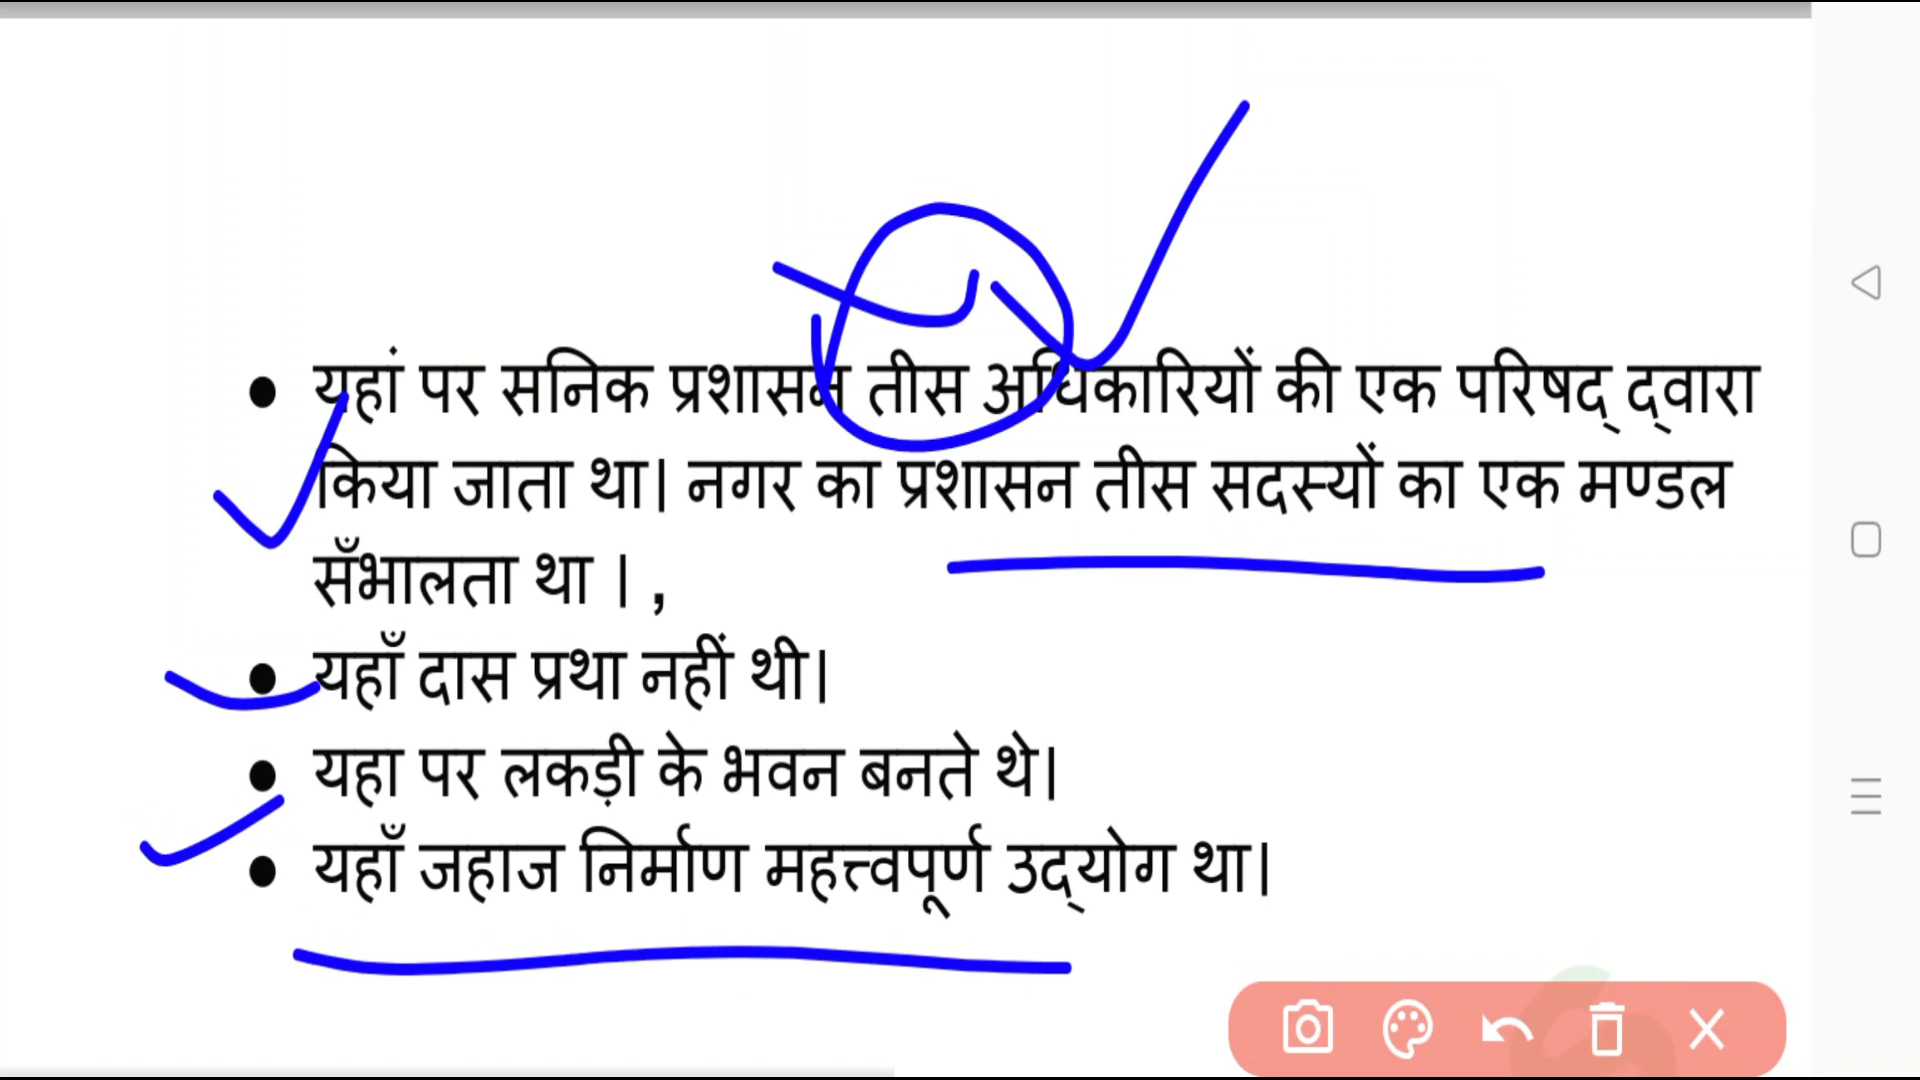 यहां पर सनिक प्रशासन तीस अधिकारियों की एक परिषद् द्वारा
किया जाता था। नगर का प्रशासन तीस सदस्यों का एक मण्डल
सँभालता था । ,
यहाँ दास प्रथा नहीं थी।
यहा पर लकड़ी के भवन बनते थे।
यहाँ जहाज निर्माण महत्त्वपूर्ण उद्योग था।